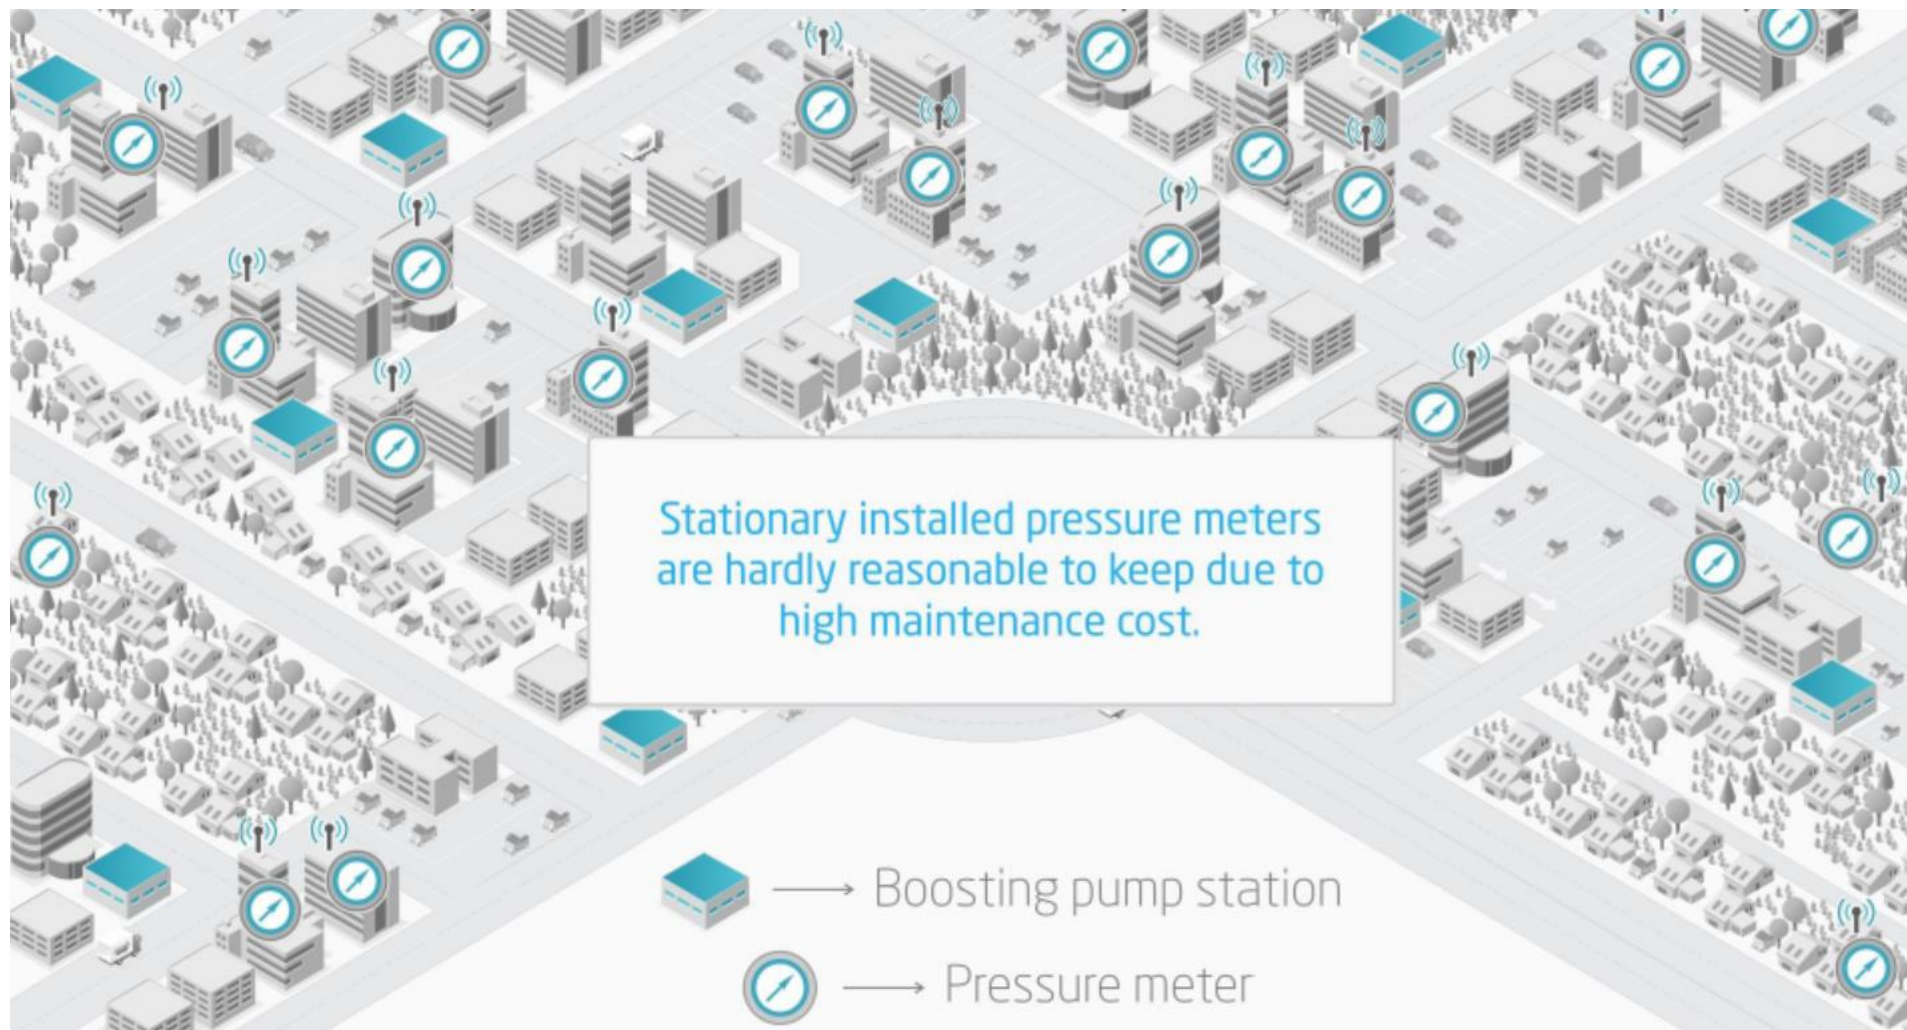 Stationary installed pressure meters
are hardly reasonable to keep due to
high maintenance cost.
Boosting pump station
Pressure meter